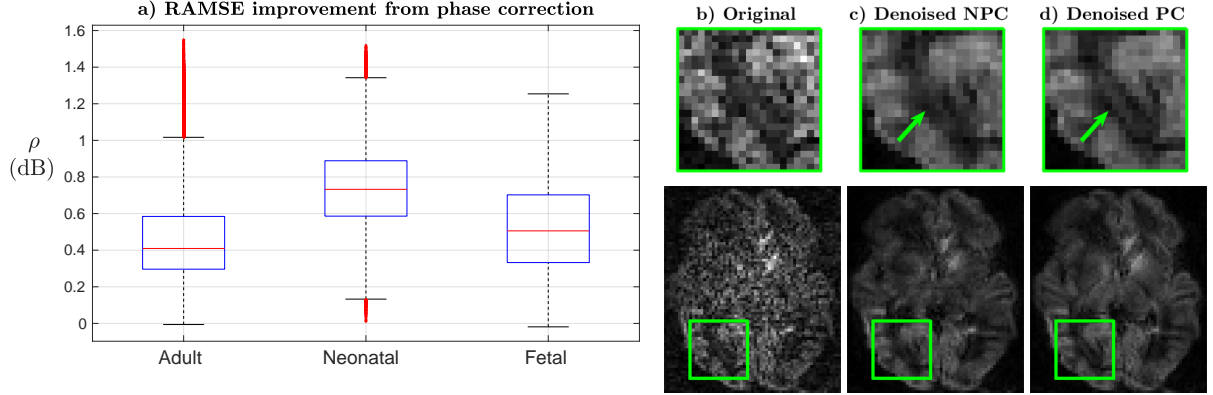 a) RAMSE improvement from phase correction
1.6
1.4
1.2
1
0.8
0.6
0.4
0.2
0
ρ
(dB)
Adult Neonatal Fetal
b) Original
c) Denoised NPC
d) Denoised PC